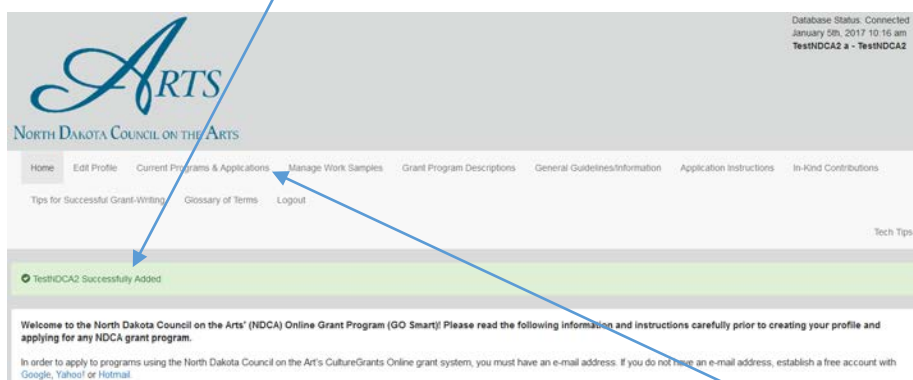 Database Status: Connected
January 5th, 2017 10:16 am
TestNDCA2 a - TestNDCA2
ARTS
NORTH DAKOTA COUNCIL ON THE ARTS
Home Edit Profile Current Programs & Applications Manage Work Samples Grant Program Descriptions General Guidelines/Information Application Instructions In-Kind Contributions
Tips for Successful Grant-Writing Glossary of Terms Logout
Tech Tips
TestNDCA2 Successfully Added
Welcome to the North Dakota Council on the Arts' (NDCA) Online Grant Program (GO Smart)! Please read the following information and instructions carefully prior to creating your profile and
applying for any NDCA grant program.
In order to apply to programs using the North Dakota Council on the Art's CultureGrants Online grant system, you must have an e-mail address. If you do not have an e-mail address, establish a free account with
Google, Yahoo! or Hotmail.